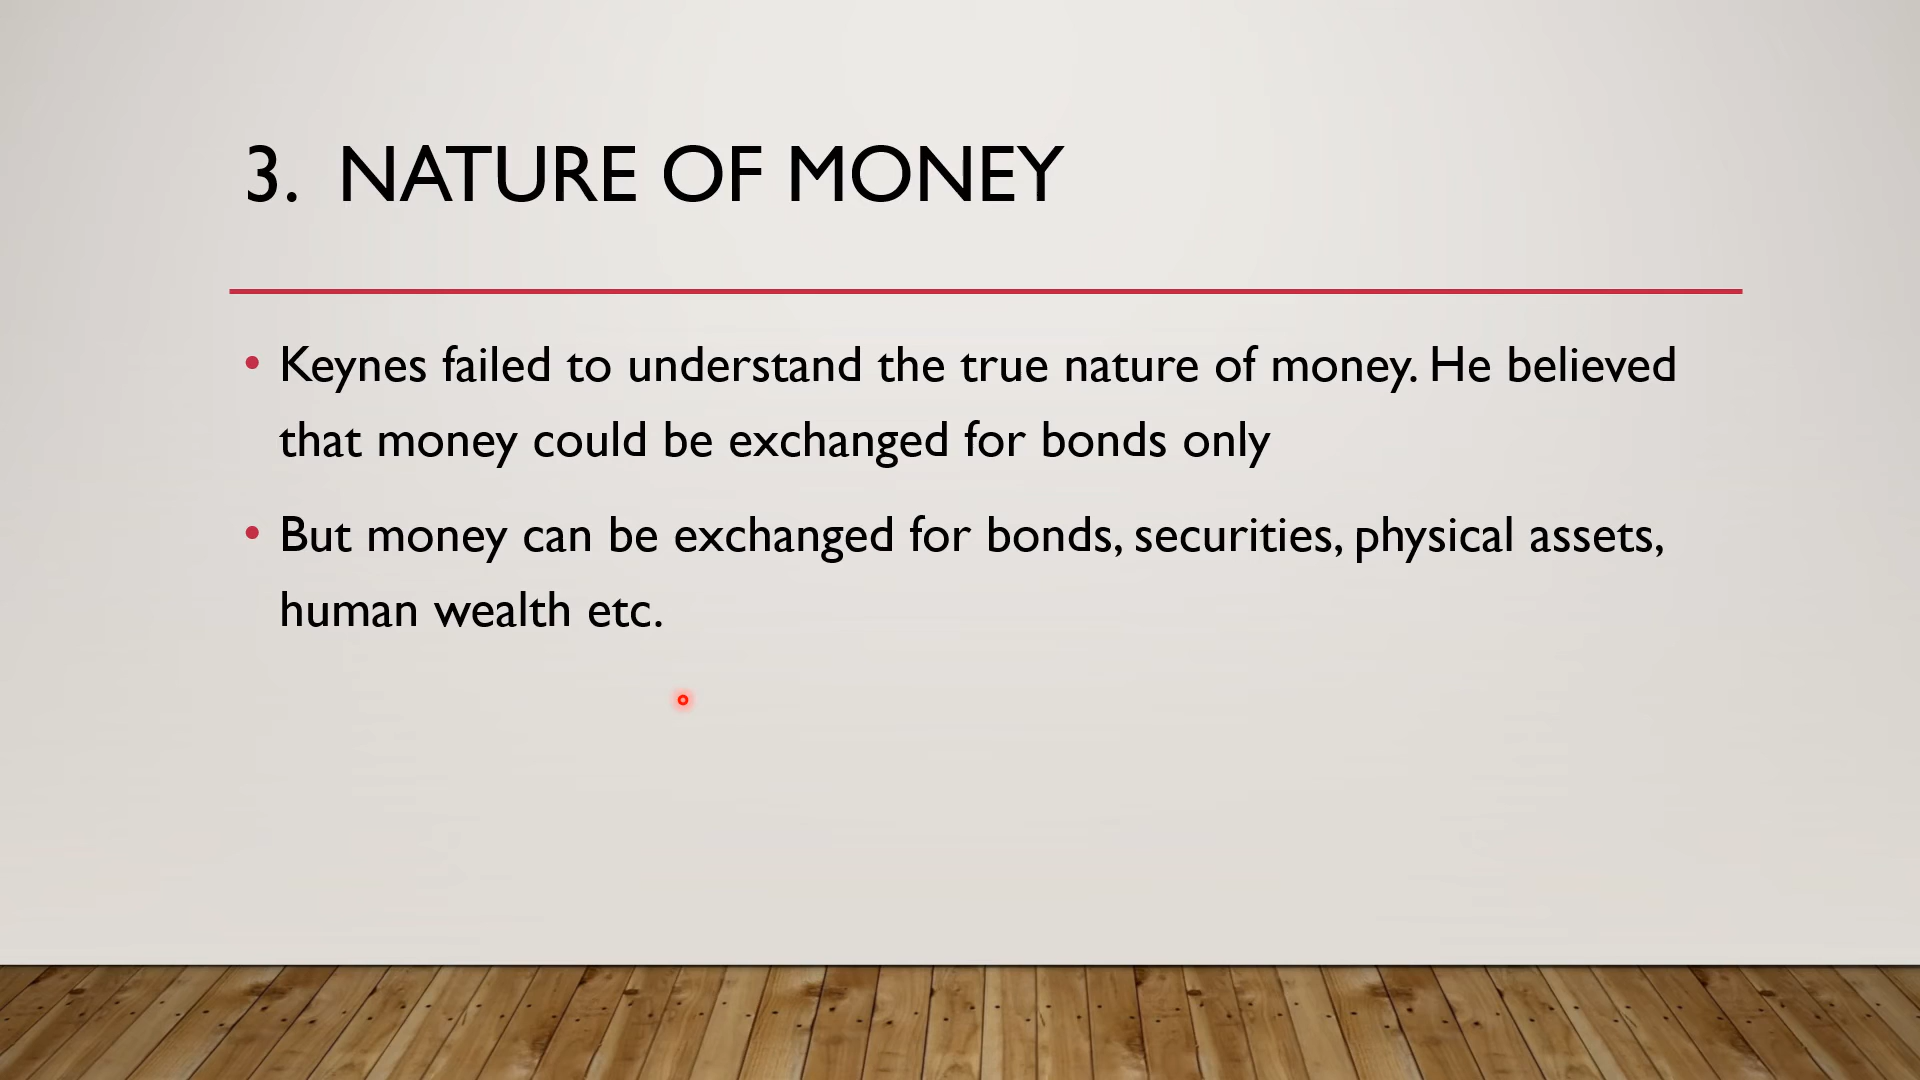 3. NATURE OF MONEY
• Keynes failed to understand the true nature of money. He believed
that money could be exchanged for bonds only
• But money can be exchanged for bonds, securities, physical assets,
human wealth etc.